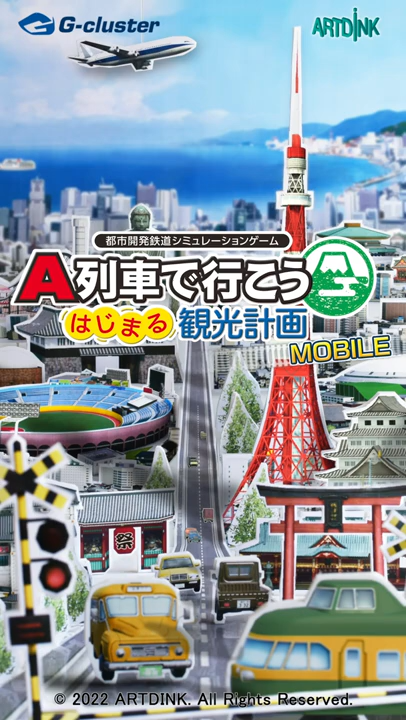 G-cluster
ARTDINK
都市開発鉄道シミュレーションゲーム
A列車で行こう
はじまる観光計画
MOBILE
祭
© 2022 ARTDINK. All Rights Reserved.